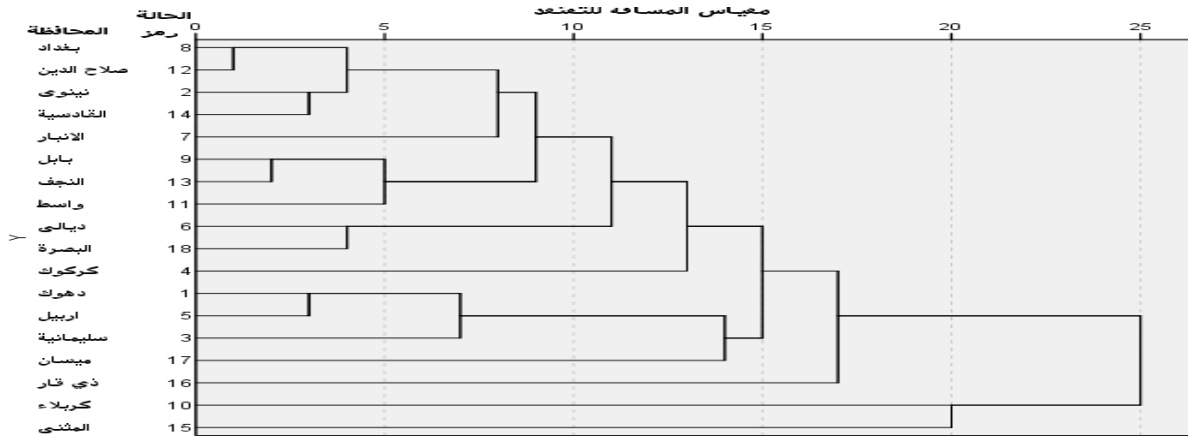 مقياس المسافة للتعنقد
0 5 10 15 20 25
الحالة
رمز
المحافظة
بغداد 8
صلاح الدين 12
نينوى 2
القادسية 14
الانبار 7
بابل 9
النجف 13
واسط 11
ديالى 6
البصرة 18
كركوك 4
دهوك 1
اربيل 5
سليمانية 3
ميسان 17
ذي قار 16
كربلاء 10
المثنى 15
Y